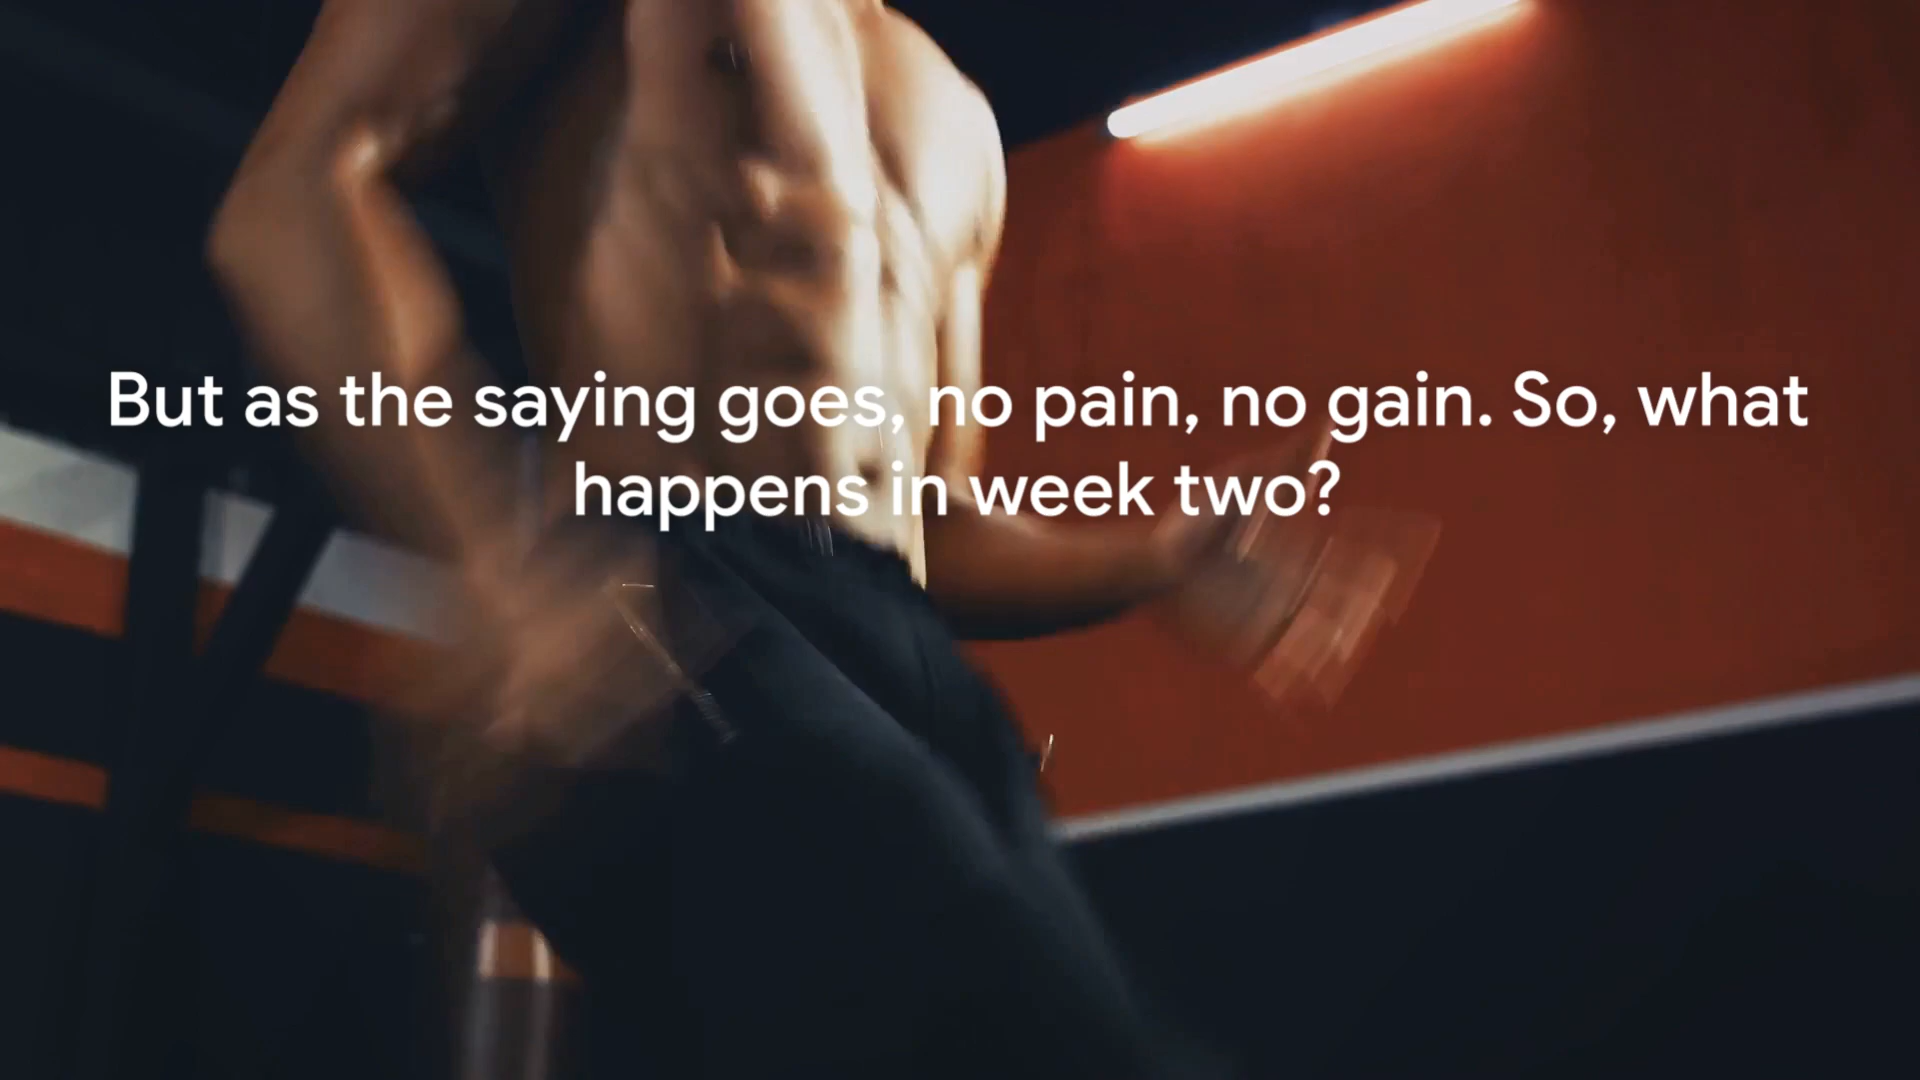 But as the saying goes, no pain, no gain. So, what
happens in week two?